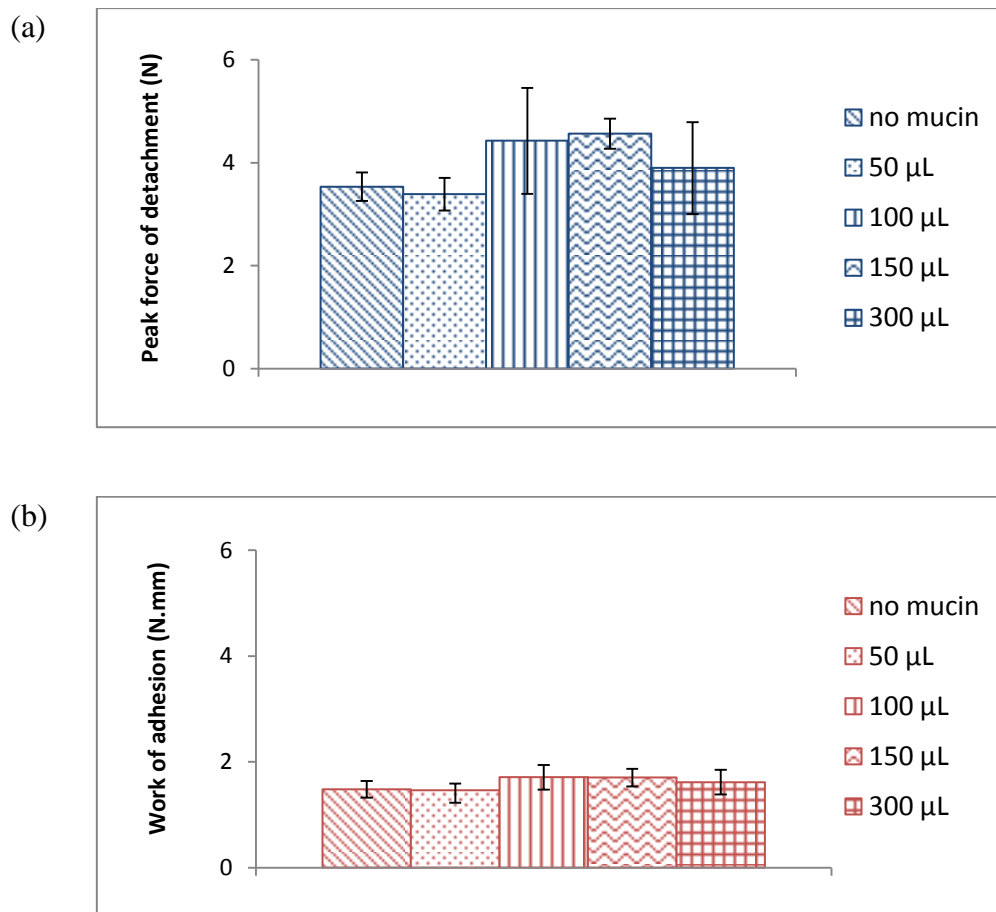 (a)
Peak force of detachment (N)
6
4
2
0
no mucin
50 µL
100 µL
150 µL
300 µL
(b)
Work of adhesion (N.mm)
6
4
2
0
no mucin
50 µL
100 µL
150 µL
300 µL